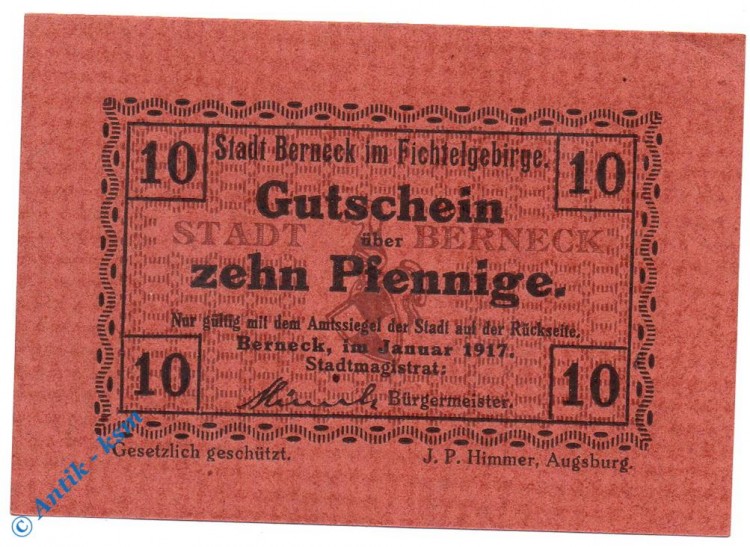 10 Stadt Berneck im Fichtelgebirge. 10
Gutschein
STADT über BERNECK
zehn Pfennige.
Nur gültig mit dem Amtssiegel der Stadt auf der Rückseite.
Berneck, im Januar 1917.
Stadtmagistrat:
10 Bürgermeister. 10
Gesetzlich geschützt. J. P. Himmer, Augsburg.
© Antik - ksm